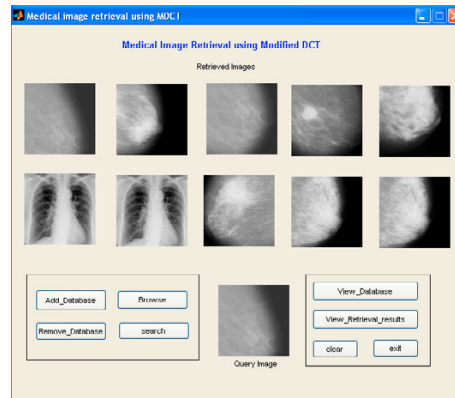 Medical image retrieval using MDCT
Medical Image Retrieval using Modified DCT
Retrieved Images
Add_Database
Browse
Remove_Database
search
View_Database
View_Retrieval_results
clear
exit
Query Image